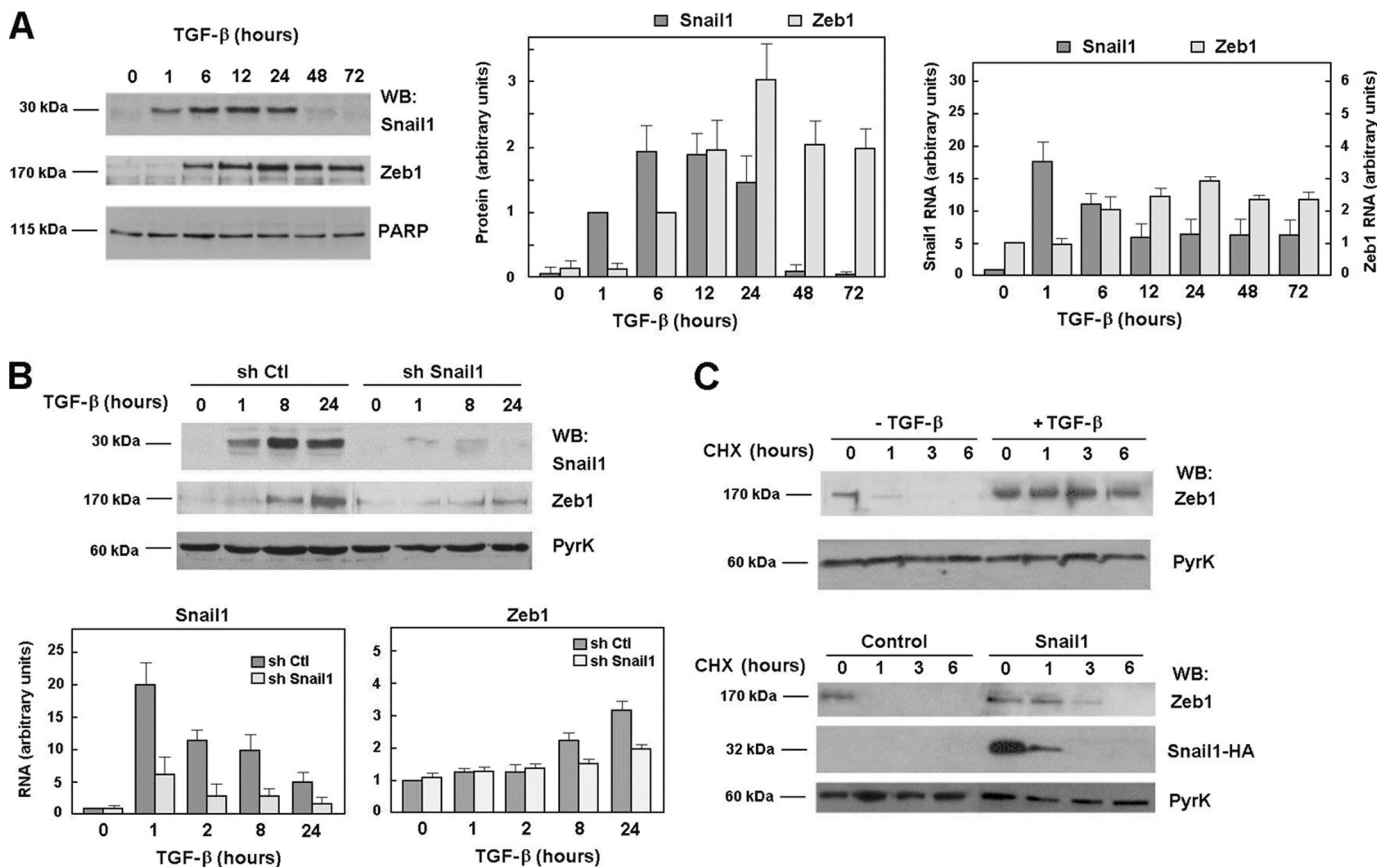 A
TGF-β (hours)
0 1 6 12 24 48 72
30 kDa
WB:
Snail1
170 kDa
Zeb1
115 kDa
PARP
Snail1 Zeb1
Protein (arbitrary units)
3
2
1
0
0 1 6 12 24 48 72
TGF-β (hours)
Snail1 Zeb1
Snail1 RNA (arbitrary units)
30
25
20
15
10
5
0
6
5
4
3
2
1
0
Zeb1 RNA (arbitrary units)
0 1 6 12 24 48 72
TGF-β (hours)
B
sh Ctl sh Snail1
TGF-β (hours) 0 1 8 24 0 1 8 24
30 kDa
WB:
Snail1
170 kDa
Zeb1
60 kDa
PyrK
Snail1
RNA (arbitrary units)
25
20
15
10
5
0
sh Ctl
sh Snail1
0 1 2 8 24
TGF-β (hours)
Zeb1
5
4
3
2
1
0
sh Ctl
sh Snail1
0 1 2 8 24
TGF-β (hours)
C
- TGF-β + TGF-β
CHX (hours) 0 1 3 6 0 1 3 6
WB:
170 kDa
Zeb1
60 kDa
PyrK
Control Snail1
CHX (hours) 0 1 3 6 0 1 3 6
WB:
170 kDa
Zeb1
32 kDa
Snail1-HA
60 kDa
PyrK